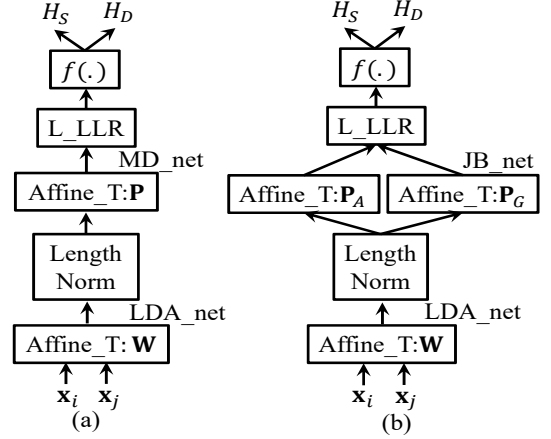 H_S H_D
f(.)
L_LLR
MD_net
Affine_T:P
Length
Norm
LDA_net
Affine_T: W
x_i x_j
(a)
H_S H_D
f(.)
L_LLR
JB_net
Affine_T:P_A Affine_T:P_G
Length
Norm
LDA_net
Affine_T: W
x_i x_j
(b)